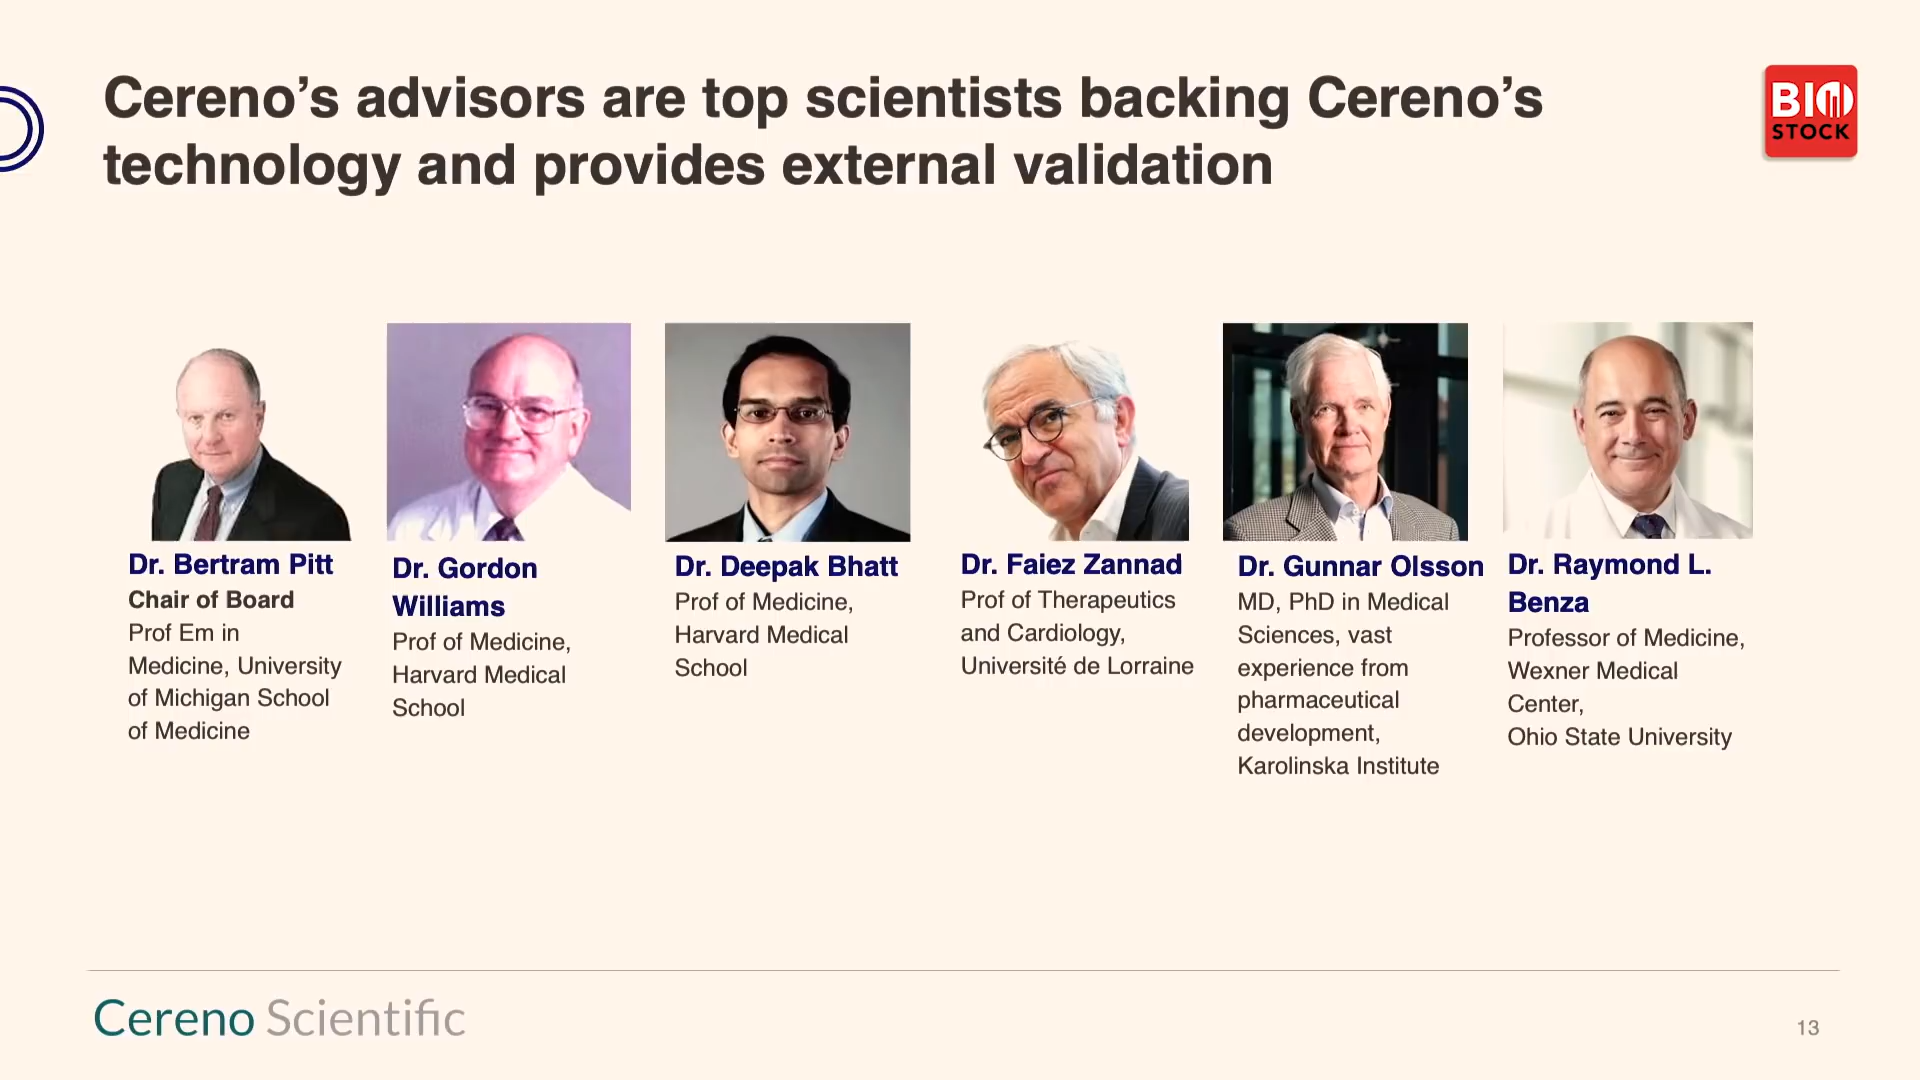 Cereno’s advisors are top scientists backing Cereno’s
technology and provides external validation
BIO
STOCK
Dr. Bertram Pitt
Chair of Board
Prof Em in
Medicine, University
of Michigan School
of Medicine
Dr. Gordon
Williams
Prof of Medicine,
Harvard Medical
School
Dr. Deepak Bhatt
Prof of Medicine,
Harvard Medical
School
Dr. Faiez Zannad
Prof of Therapeutics
and Cardiology,
Université de Lorraine
Dr. Gunnar Olsson
MD, PhD in Medical
Sciences, vast
experience from
pharmaceutical
development,
Karolinska Institute
Dr. Raymond L.
Benza
Professor of Medicine,
Wexner Medical
Center,
Ohio State University
Cereno Scientific
13